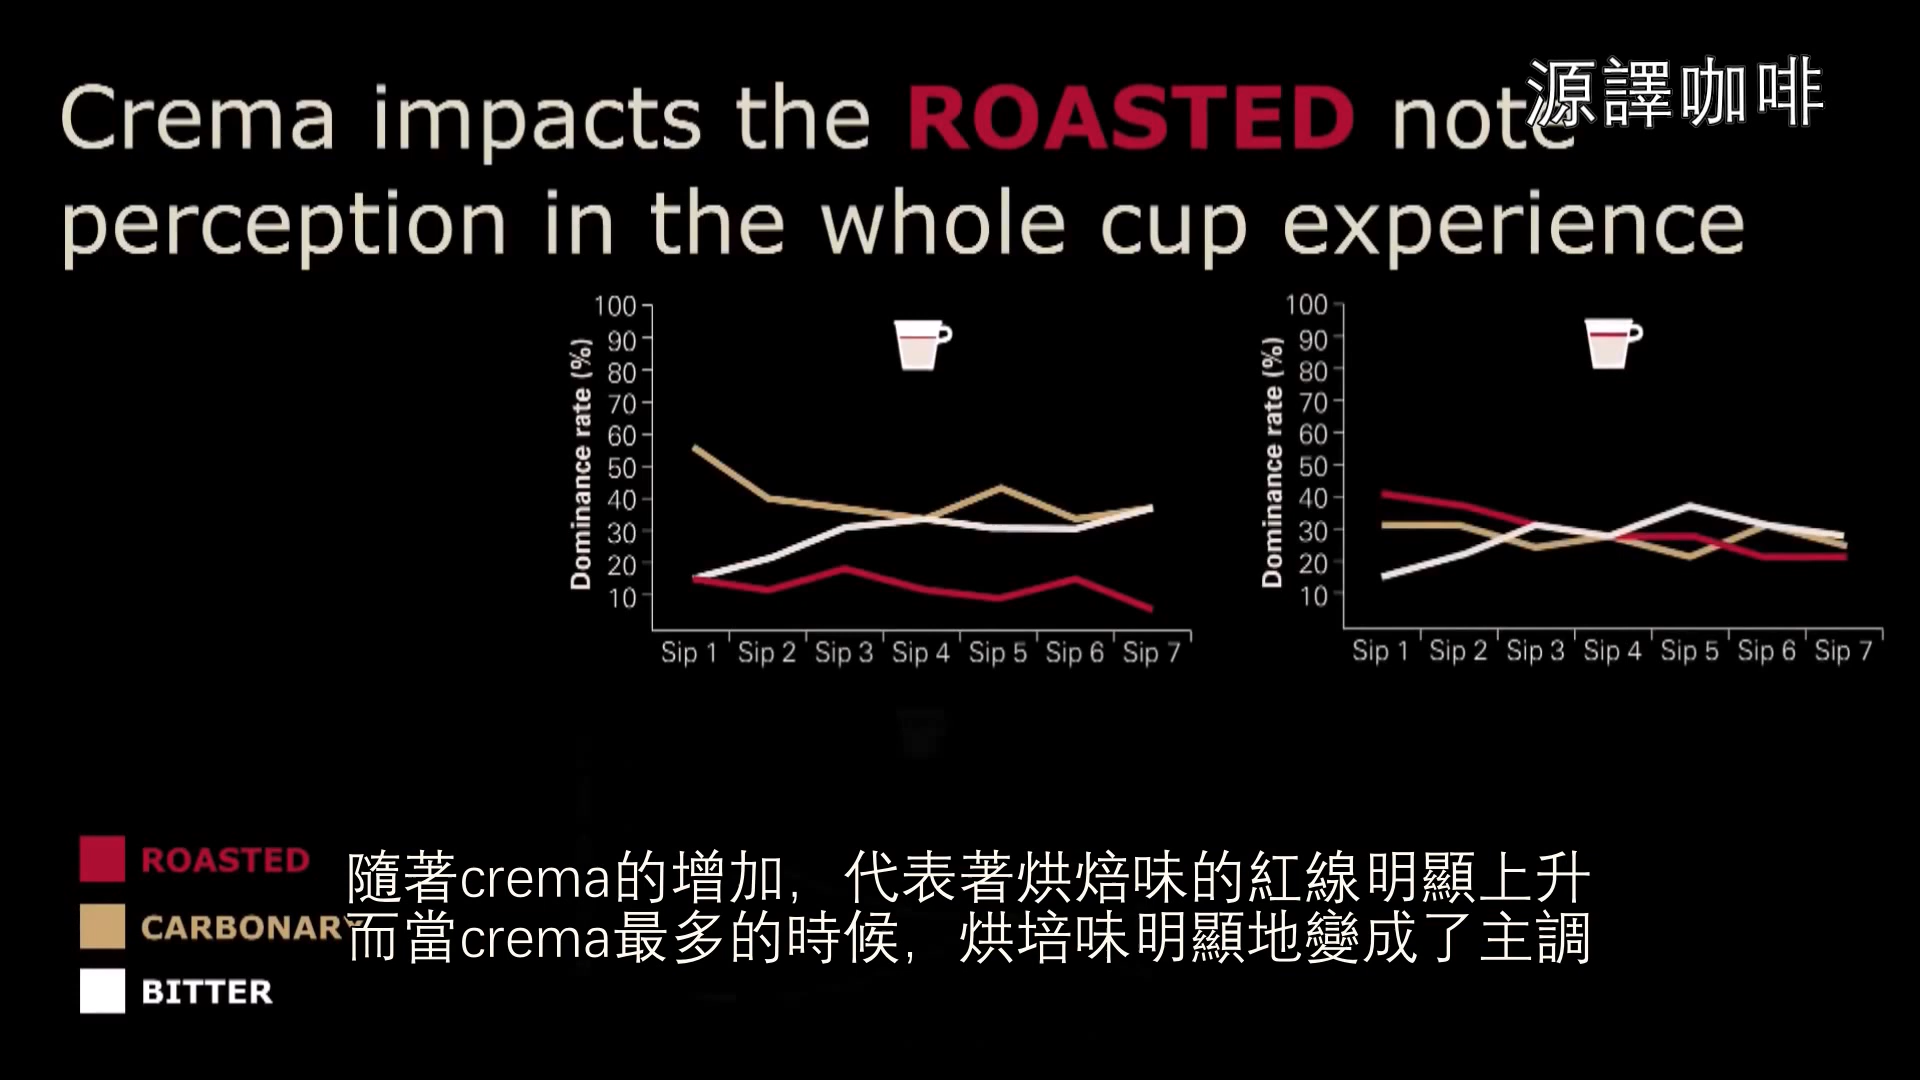 Crema impacts the ROASTED note
源譯咖啡
perception in the whole cup experience
Dominance rate (%)
100
90
80
70
60
50
40
30
20
10
Sip 1 Sip 2 Sip 3 Sip 4 Sip 5 Sip 6 Sip 7
Dominance rate (%)
100
90
80
70
60
50
40
30
20
10
Sip 1 Sip 2 Sip 3 Sip 4 Sip 5 Sip 6 Sip 7
ROASTED
CARBONARY
BITTER
隨著crema的增加，代表著烘焙味的紅線明顯上升
而當crema最多的時候，烘培味明顯地變成了主調